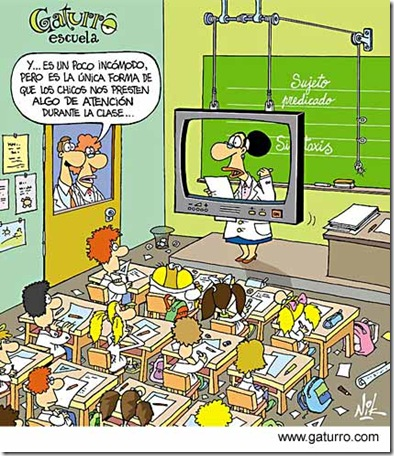 Gaturro
escuela
Y... ES UN POCO INCÓMODO,
PERO ES LA ÚNICA FORMA DE
QUE LOS CHICOS NOS PRESTEN
ALGO DE ATENCIÓN
DURANTE LA CLASE...
Sujeto
predicado
Sintaxis
Nik
www.gaturro.com